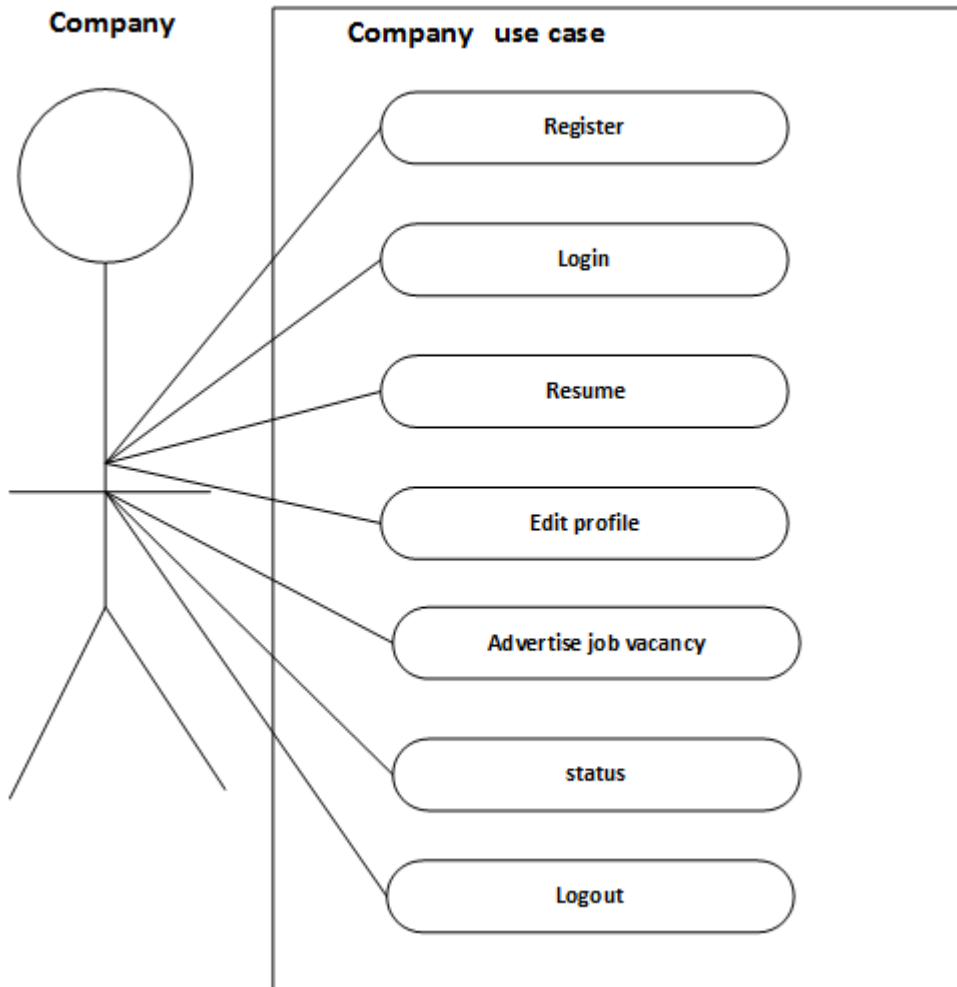 Company
Company use case
Register
Login
Resume
Edit profile
Advertise job vacancy
status
Logout